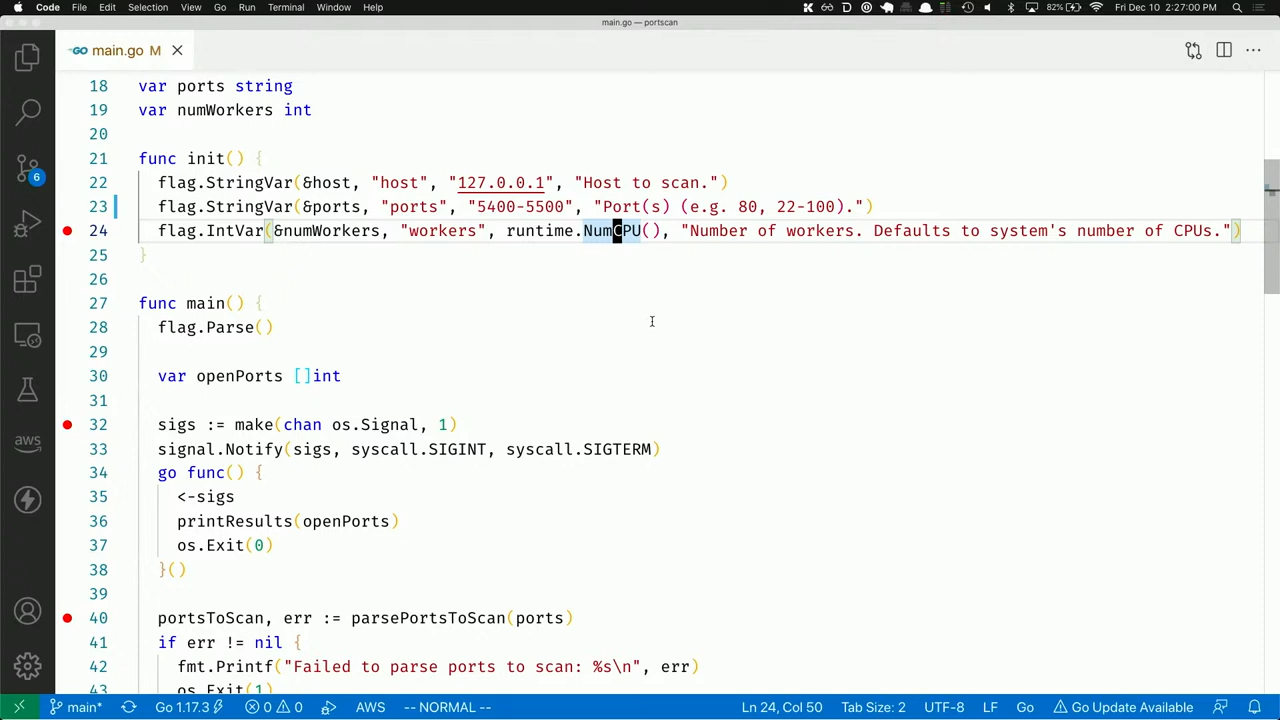 Code File Edit Selection View Go Run Terminal Window Help 82% Fri Dec 10 2:27:00 PM
main.go — portscan
GO main.go M
18 var ports string
19 var numWorkers int
20
21 func init() {
22 flag.StringVar(&host, "host", "127.0.0.1", "Host to scan.")
23 flag.StringVar(&ports, "ports", "5400-5500", "Port(s) (e.g. 80, 22-100).")
24 flag.IntVar(&numWorkers, "workers", runtime.NumCPU(), "Number of workers. Defaults to system's number of CPUs.")
25 }
26
27 func main() {
28 flag.Parse()
29
30 var openPorts []int
31
32 sigs := make(chan os.Signal, 1)
33 signal.Notify(sigs, syscall.SIGINT, syscall.SIGTERM)
34 go func() {
35 <-sigs
36 printResults(openPorts)
37 os.Exit(0)
38 }()
39
40 portsToScan, err := parsePortsToScan(ports)
41 if err != nil {
42 fmt.Printf("Failed to parse ports to scan: %s\n", err)
43 os.Exit(1)
6
aws
main* Go 1.17.3 0 0 AWS -- NORMAL -- Ln 24, Col 50 Tab Size: 2 UTF-8 LF Go Go Update Available